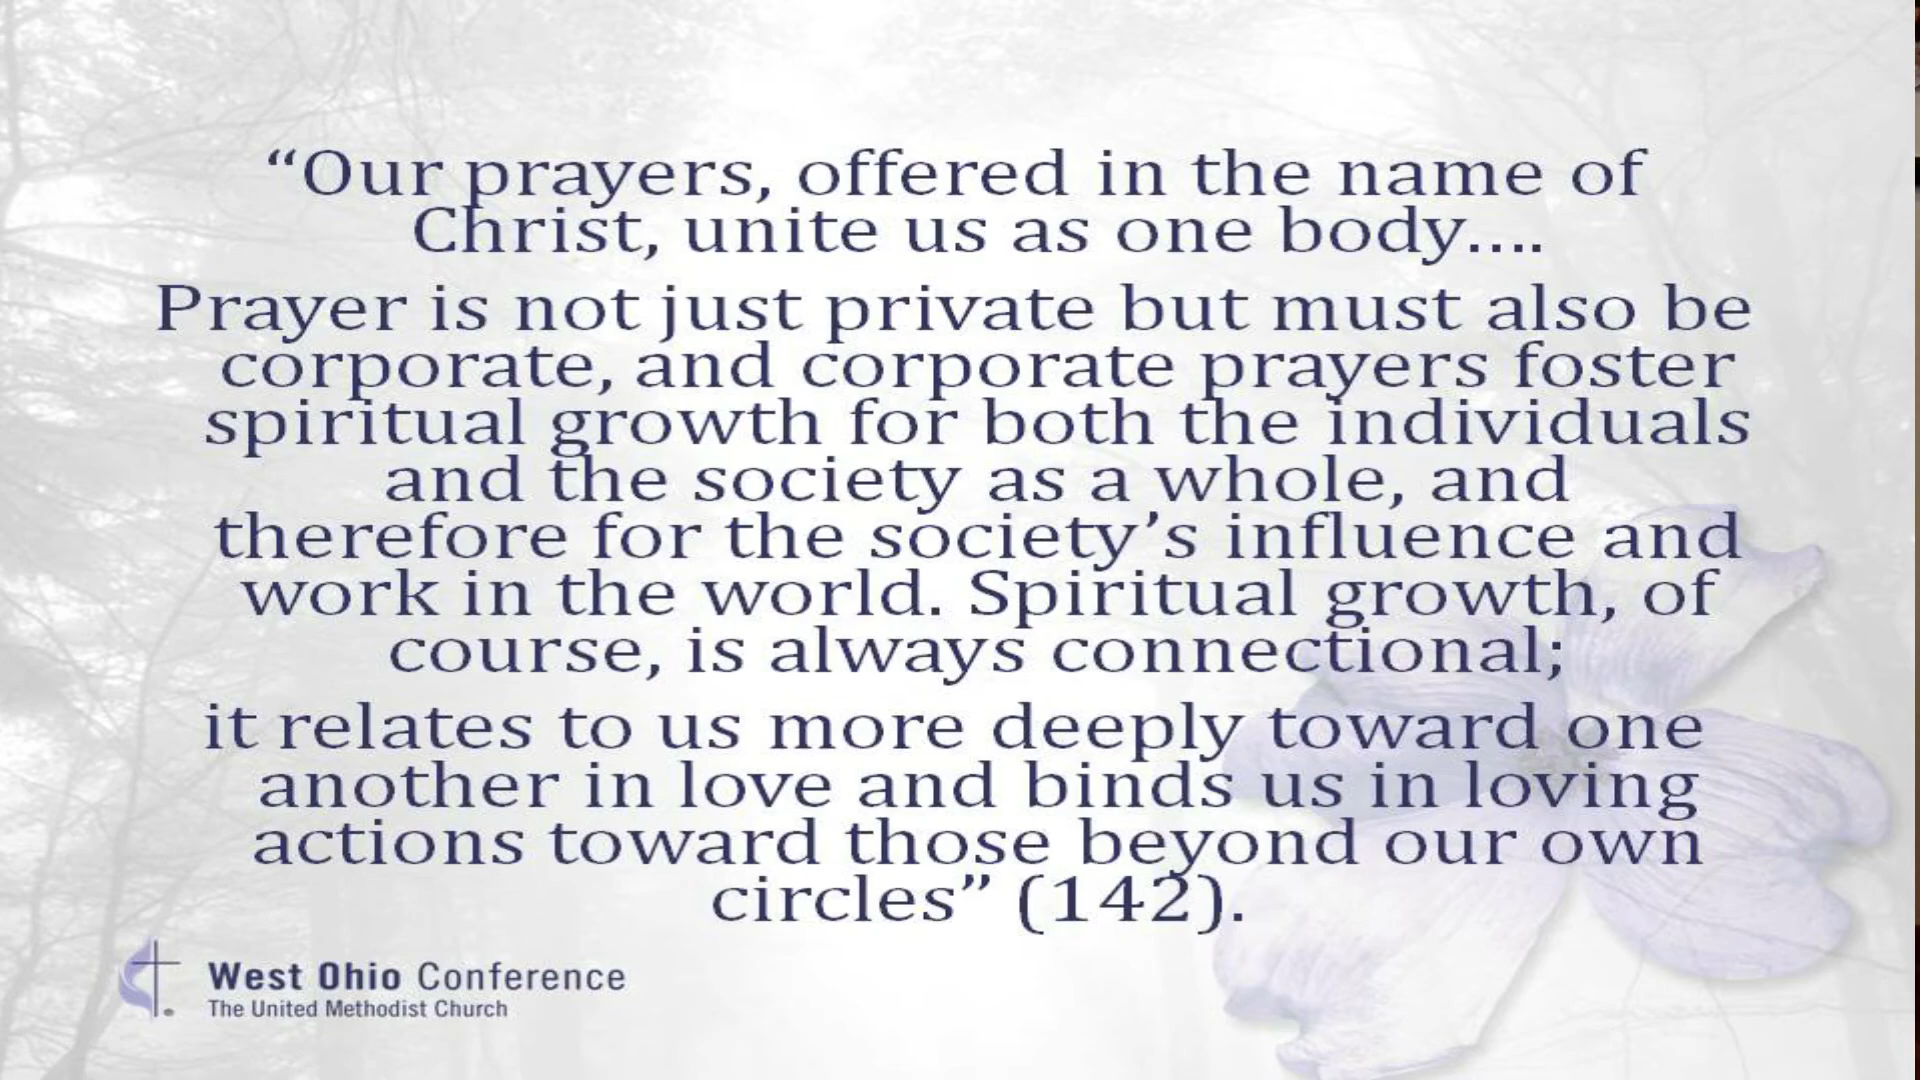 “Our prayers, offered in the name of
Christ, unite us as one body....
Prayer is not just private but must also be
corporate, and corporate prayers foster
spiritual growth for both the individuals
and the society as a whole, and
therefore for the society’s influence and
work in the world. Spiritual growth, of
course, is always connectional;
it relates to us more deeply toward one
another in love and binds us in loving
actions toward those beyond our own
circles” (142).
West Ohio Conference
The United Methodist Church